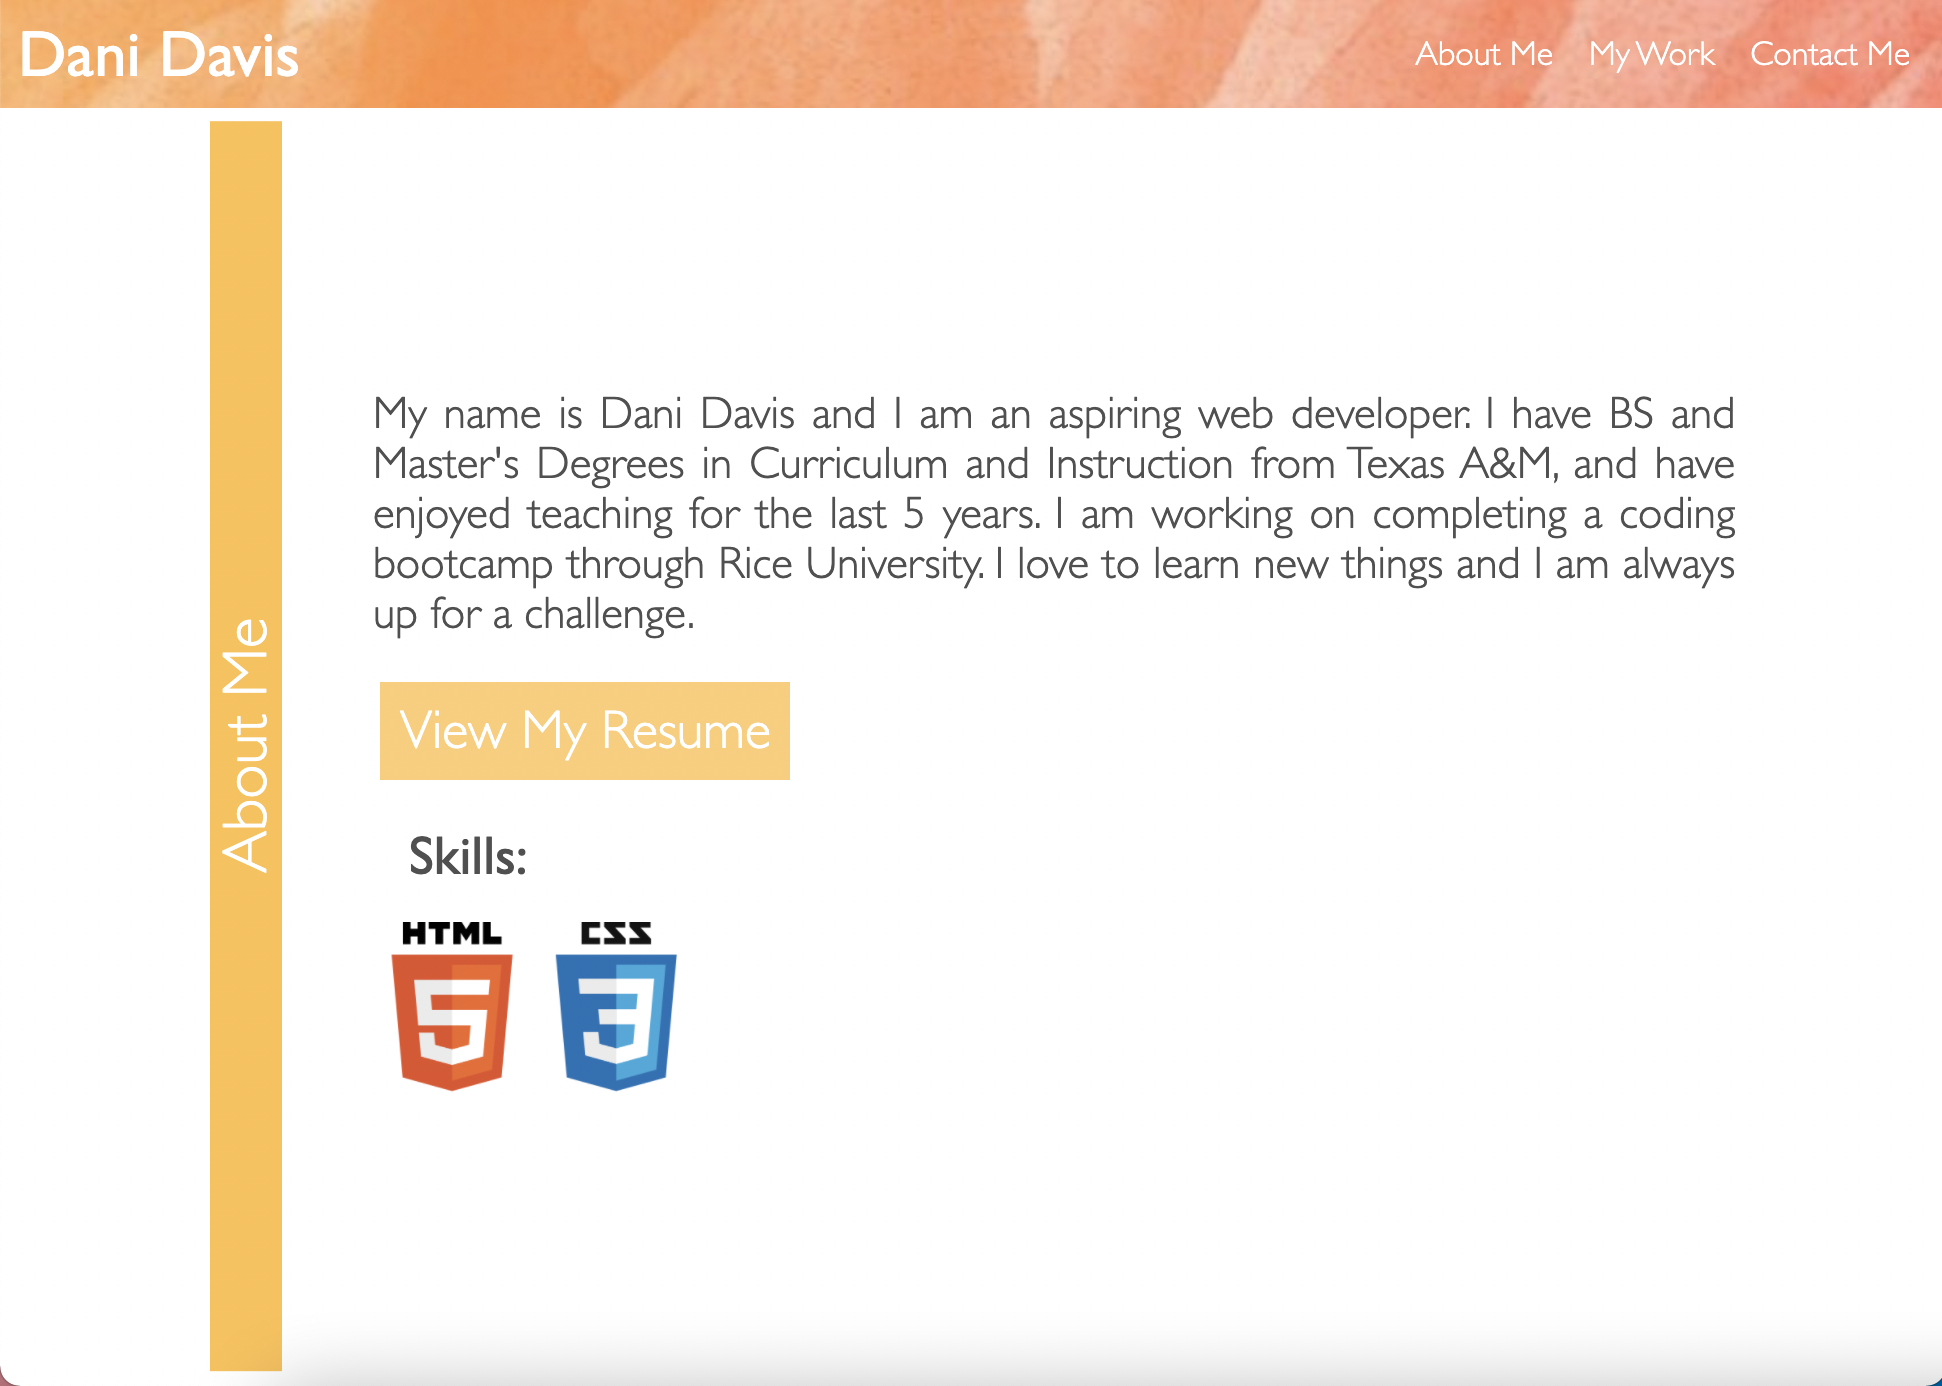 Dani Davis
About Me
My Work
Contact Me
About Me
My name is Dani Davis and I am an aspiring web developer. I have BS and
Master's Degrees in Curriculum and Instruction from Texas A&M, and have
enjoyed teaching for the last 5 years. I am working on completing a coding
bootcamp through Rice University. I love to learn new things and I am always
up for a challenge.
View My Resume
Skills:
HTML
5
CSS
3